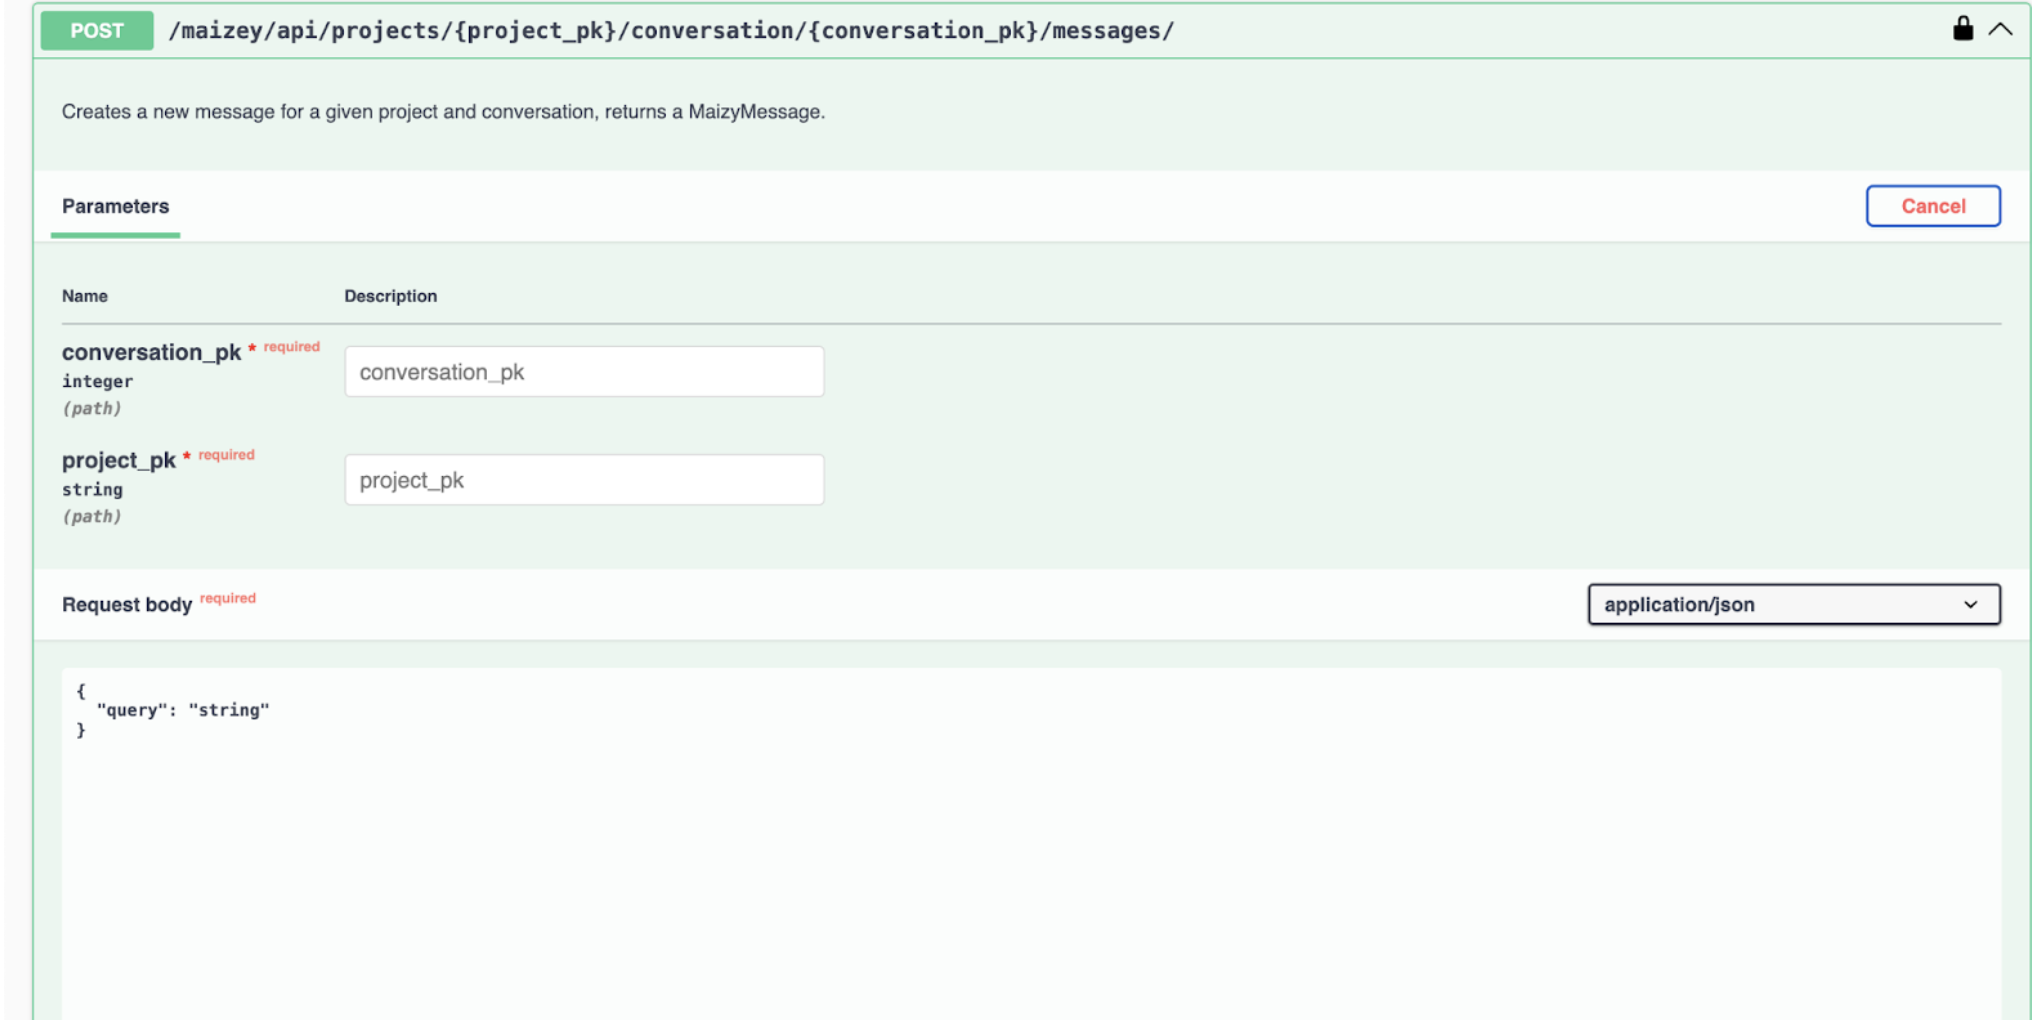 POST /maizey/api/projects/{project_pk}/conversation/{conversation_pk}/messages/
Creates a new message for a given project and conversation, returns a MaizyMessage.
Parameters
Cancel
Name Description
conversation_pk * required
integer
(path)
conversation_pk
project_pk * required
string
(path)
project_pk
Request body required
application/json
{
"query": "string"
}